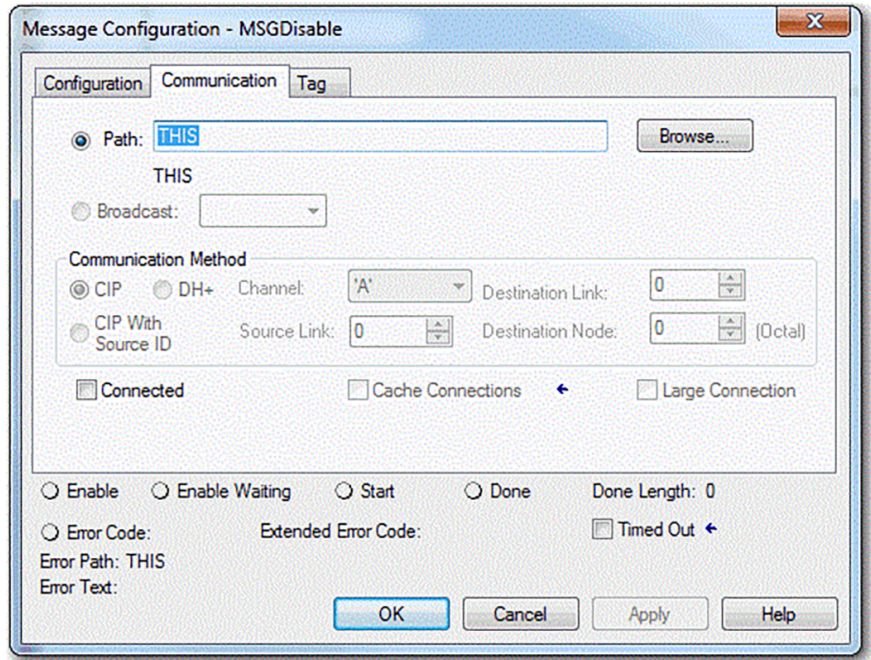 Message Configuration - MSGDisable
Configuration Communication Tag
Path: THIS Browse...
THIS
Broadcast:
Communication Method
CIP DH+ Channel: 'A' Destination Link: 0
CIP With Source ID Source Link: 0 Destination Node: 0 (Octal)
Connected Cache Connections Large Connection
Enable Enable Waiting Start Done Done Length: 0
Error Code: Extended Error Code: Timed Out
Error Path: THIS
Error Text:
OK Cancel Apply Help